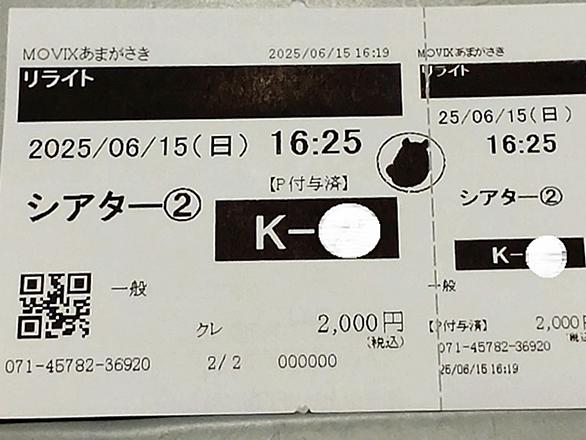 MOVIXあまがさき 2025/06/15 16:19
リライト
2025/06/15(日) 16:25
【P付与済】
シアター②
K-
一般
クレ 2,000円
(税込)
071-45782-36920 2/2 000000
MOVIXあまがさき
リライト
25/06/15(日)
16:25
シアター②
K-
一般
【P付与済】 2,000
071-45782-36920
25/06/15 16:19